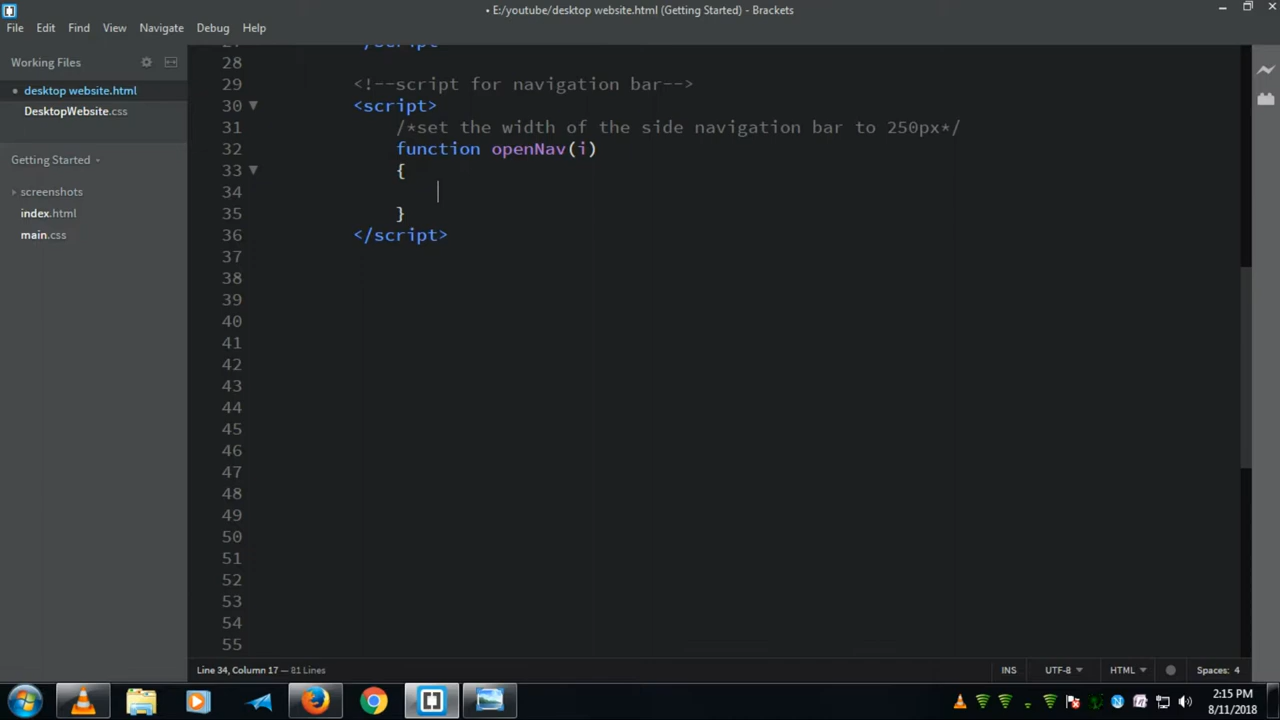 • E:/youtube/desktop website.html (Getting Started) - Brackets
File Edit Find View Navigate Debug Help
Working Files
• desktop website.html
DesktopWebsite.css
Getting Started
screenshots
index.html
main.css
27 </script>
28
29 <!--script for navigation bar-->
30 <script>
31 /*set the width of the side navigation bar to 250px*/
32 function openNav(i)
33 {
34
35 }
36 </script>
37
38
39
40
41
42
43
44
45
46
47
48
49
50
51
52
53
54
55
Line 34, Column 17 — 81 Lines
INS UTF-8 HTML Spaces: 4
2:15 PM
8/11/2018